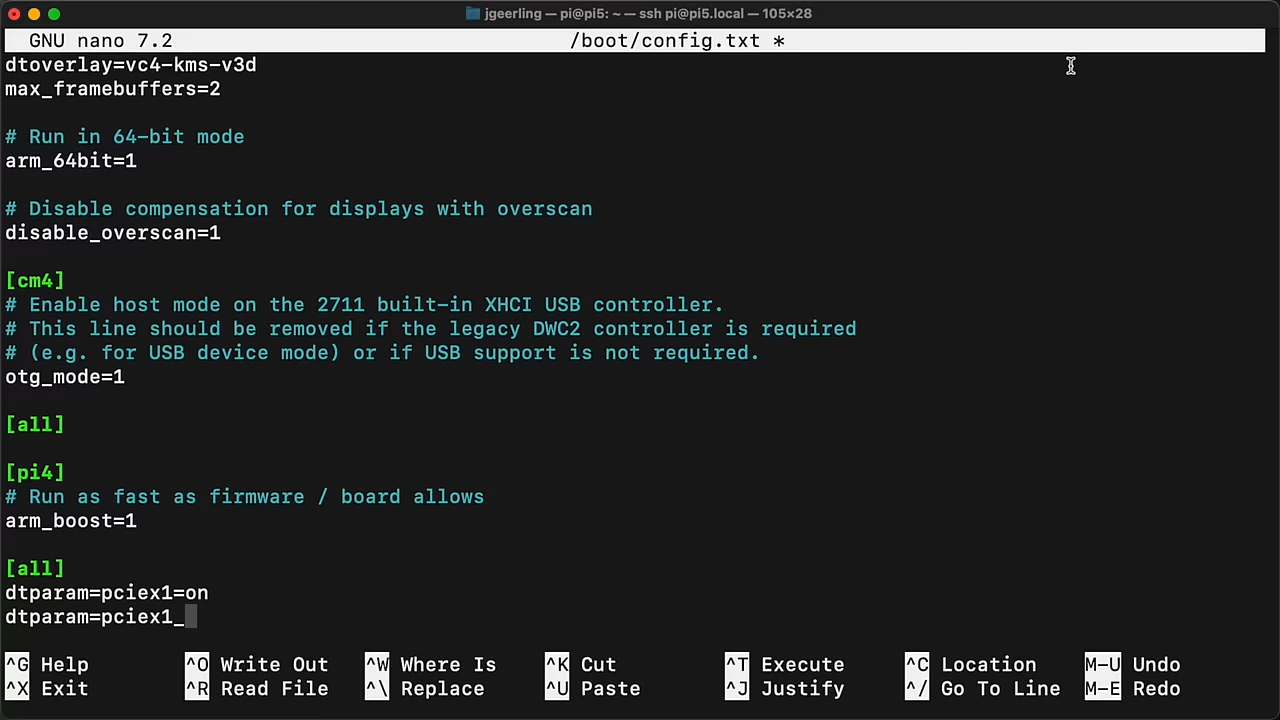 jgeerling — pi@pi5: ~ — ssh pi@pi5.local — 105×28
GNU nano 7.2 /boot/config.txt *
dtoverlay=vc4-kms-v3d
max_framebuffers=2
# Run in 64-bit mode
arm_64bit=1
# Disable compensation for displays with overscan
disable_overscan=1
[cm4]
# Enable host mode on the 2711 built-in XHCI USB controller.
# This line should be removed if the legacy DWC2 controller is required
# (e.g. for USB device mode) or if USB support is not required.
otg_mode=1
[all]
[pi4]
# Run as fast as firmware / board allows
arm_boost=1
[all]
dtparam=pciex1=on
dtparam=pciex1_
^G Help ^O Write Out ^W Where Is ^K Cut ^T Execute ^C Location M-U Undo
^X Exit ^R Read File ^\ Replace ^U Paste ^J Justify ^/ Go To Line M-E Redo